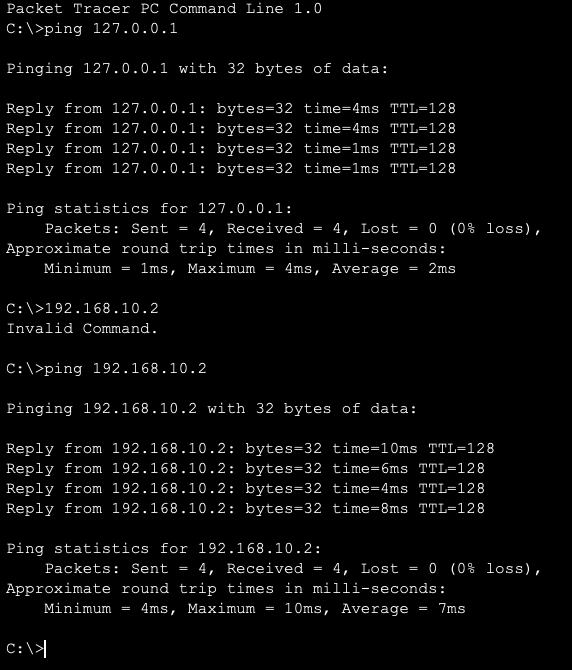 Packet Tracer PC Command Line 1.0
C:\>ping 127.0.0.1
Pinging 127.0.0.1 with 32 bytes of data:
Reply from 127.0.0.1: bytes=32 time=4ms TTL=128
Reply from 127.0.0.1: bytes=32 time=4ms TTL=128
Reply from 127.0.0.1: bytes=32 time=1ms TTL=128
Reply from 127.0.0.1: bytes=32 time=1ms TTL=128
Ping statistics for 127.0.0.1:
    Packets: Sent = 4, Received = 4, Lost = 0 (0% loss),
Approximate round trip times in milli-seconds:
    Minimum = 1ms, Maximum = 4ms, Average = 2ms
C:\>192.168.10.2
Invalid Command.
C:\>ping 192.168.10.2
Pinging 192.168.10.2 with 32 bytes of data:
Reply from 192.168.10.2: bytes=32 time=10ms TTL=128
Reply from 192.168.10.2: bytes=32 time=6ms TTL=128
Reply from 192.168.10.2: bytes=32 time=4ms TTL=128
Reply from 192.168.10.2: bytes=32 time=8ms TTL=128
Ping statistics for 192.168.10.2:
    Packets: Sent = 4, Received = 4, Lost = 0 (0% loss),
Approximate round trip times in milli-seconds:
    Minimum = 4ms, Maximum = 10ms, Average = 7ms
C:\>